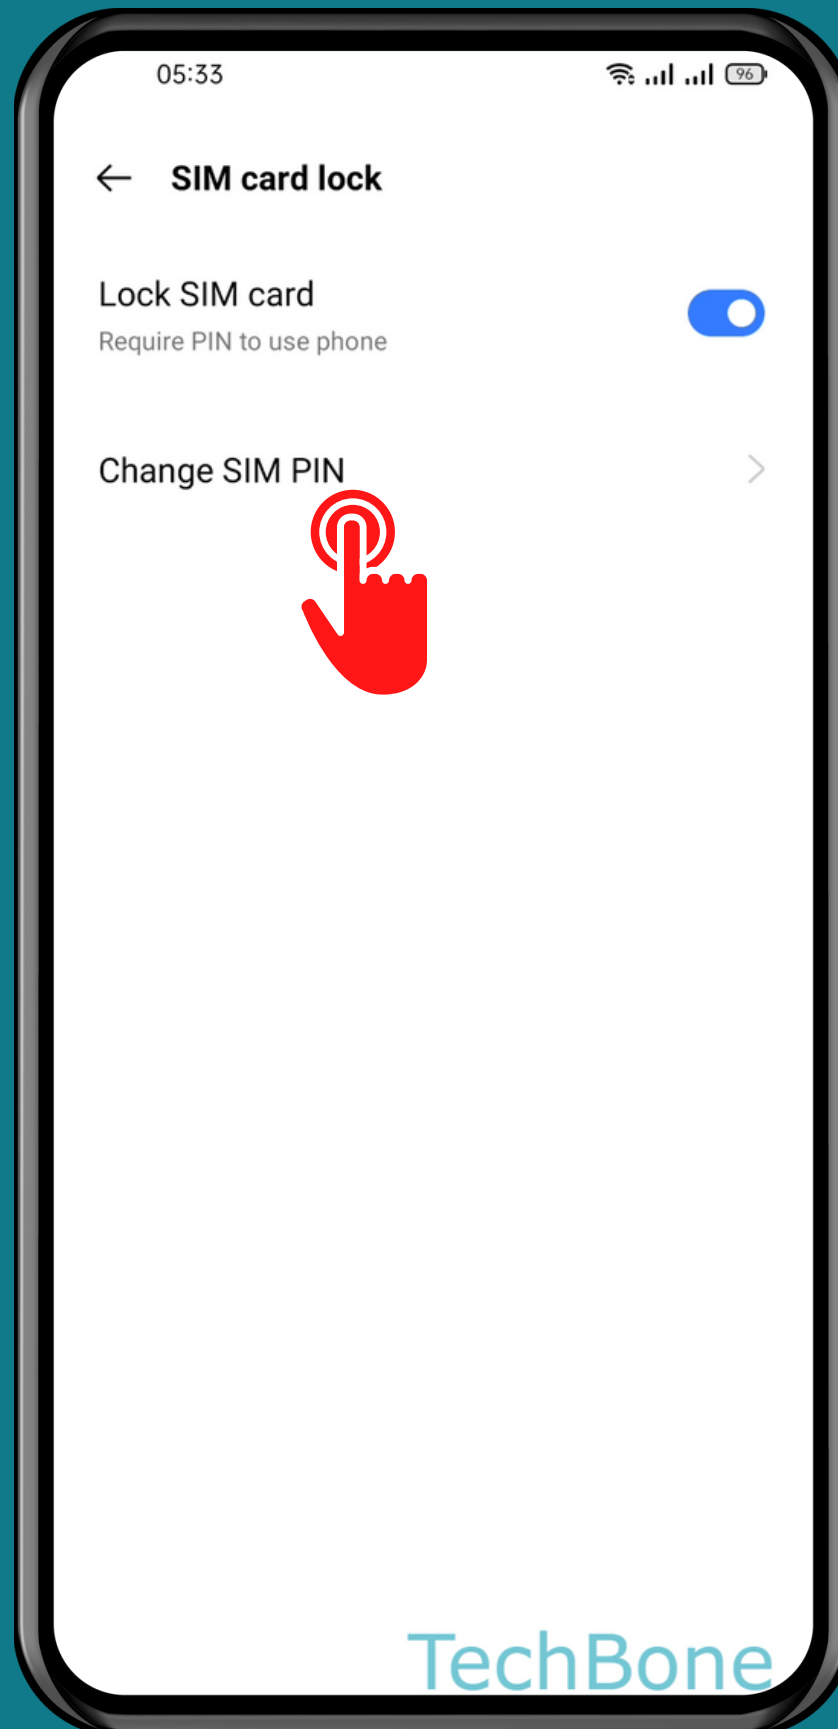 05:33
96
SIM card lock
Lock SIM card
Require PIN to use phone
Change SIM PIN
TechBone